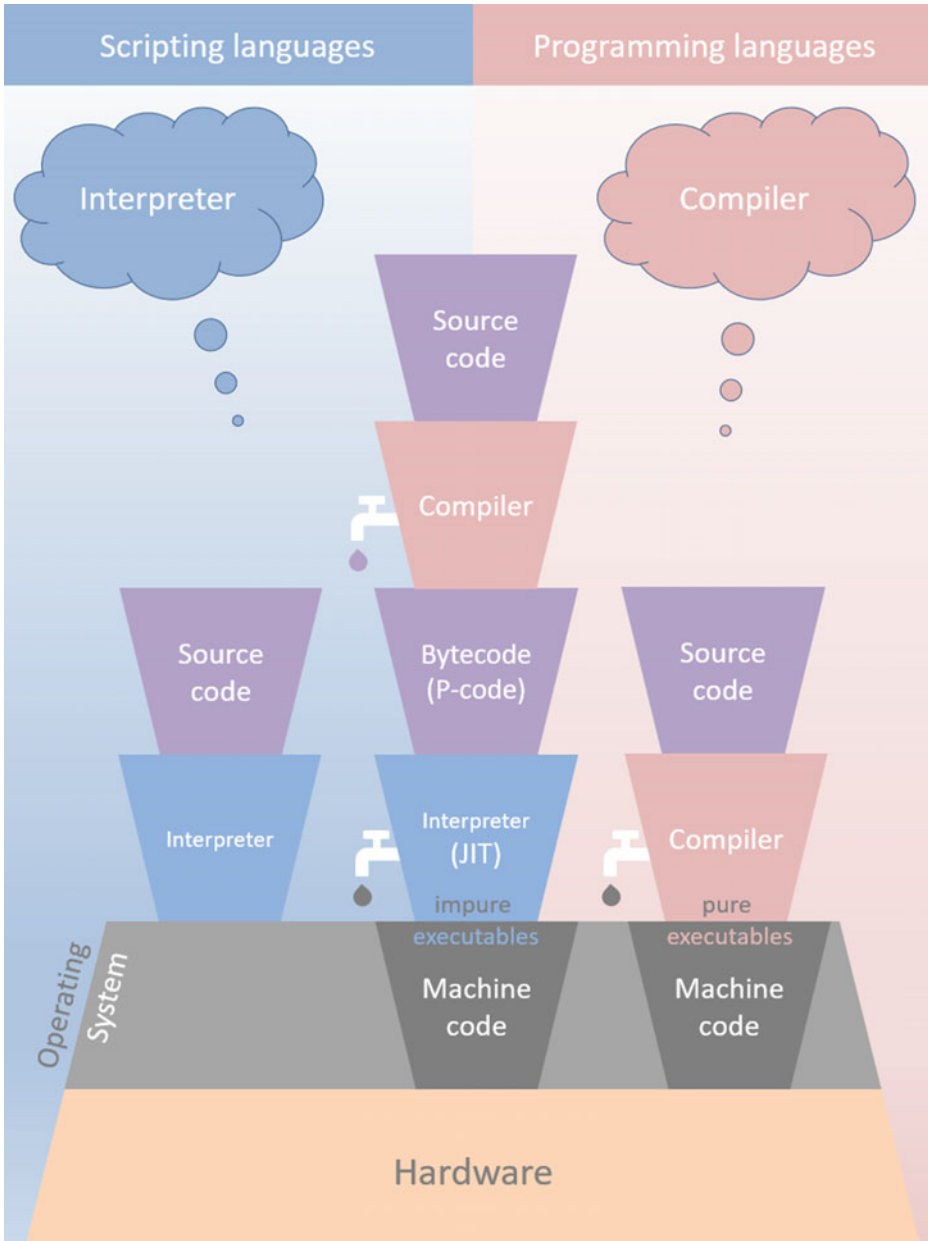 Scripting languages
Programming languages
Interpreter
Compiler
Source
code
Compiler
Source
code
Bytecode
(P-code)
Source
code
Interpreter
Interpreter
(JIT)
Compiler
impure
executables
pure
executables
Operating
System
Machine
code
Machine
code
Hardware